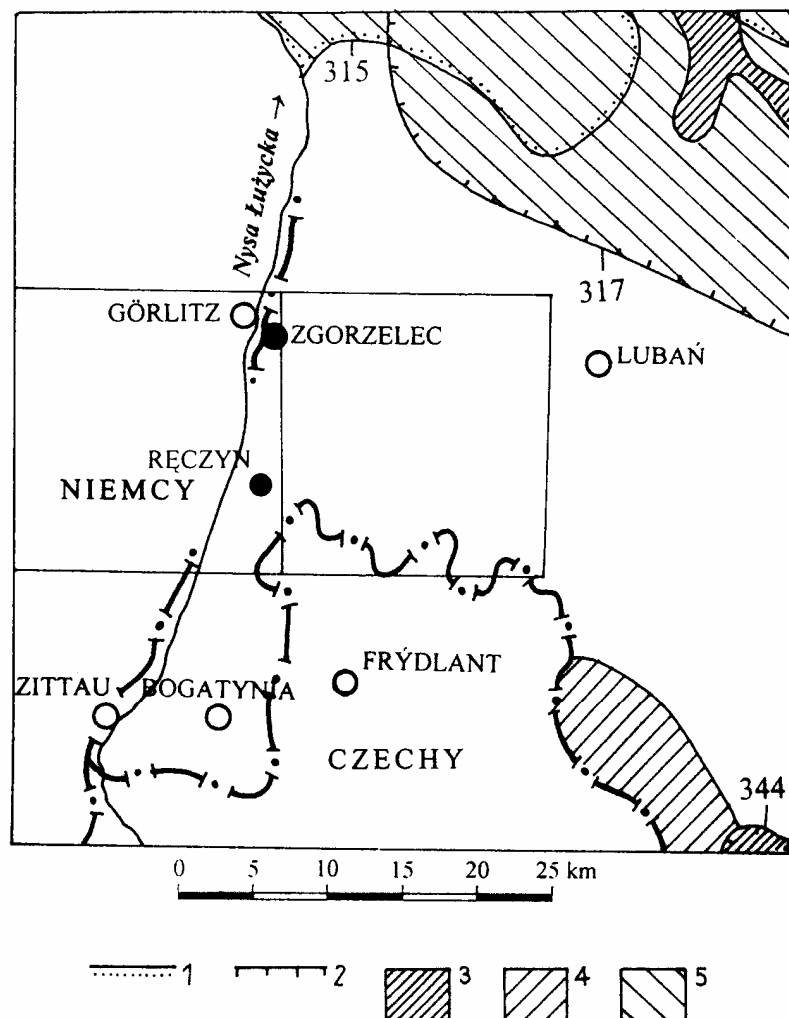 315
Nysa Łużycka →
317
GÖRLITZ
ZGORZELEC
LUBAŃ
RĘCZYN
NIEMCY
FRÝDLANT
ZITTAU
BOGATYNIA
CZECHY
344
0 5 10 15 20 25 km
1 2 3 4 5